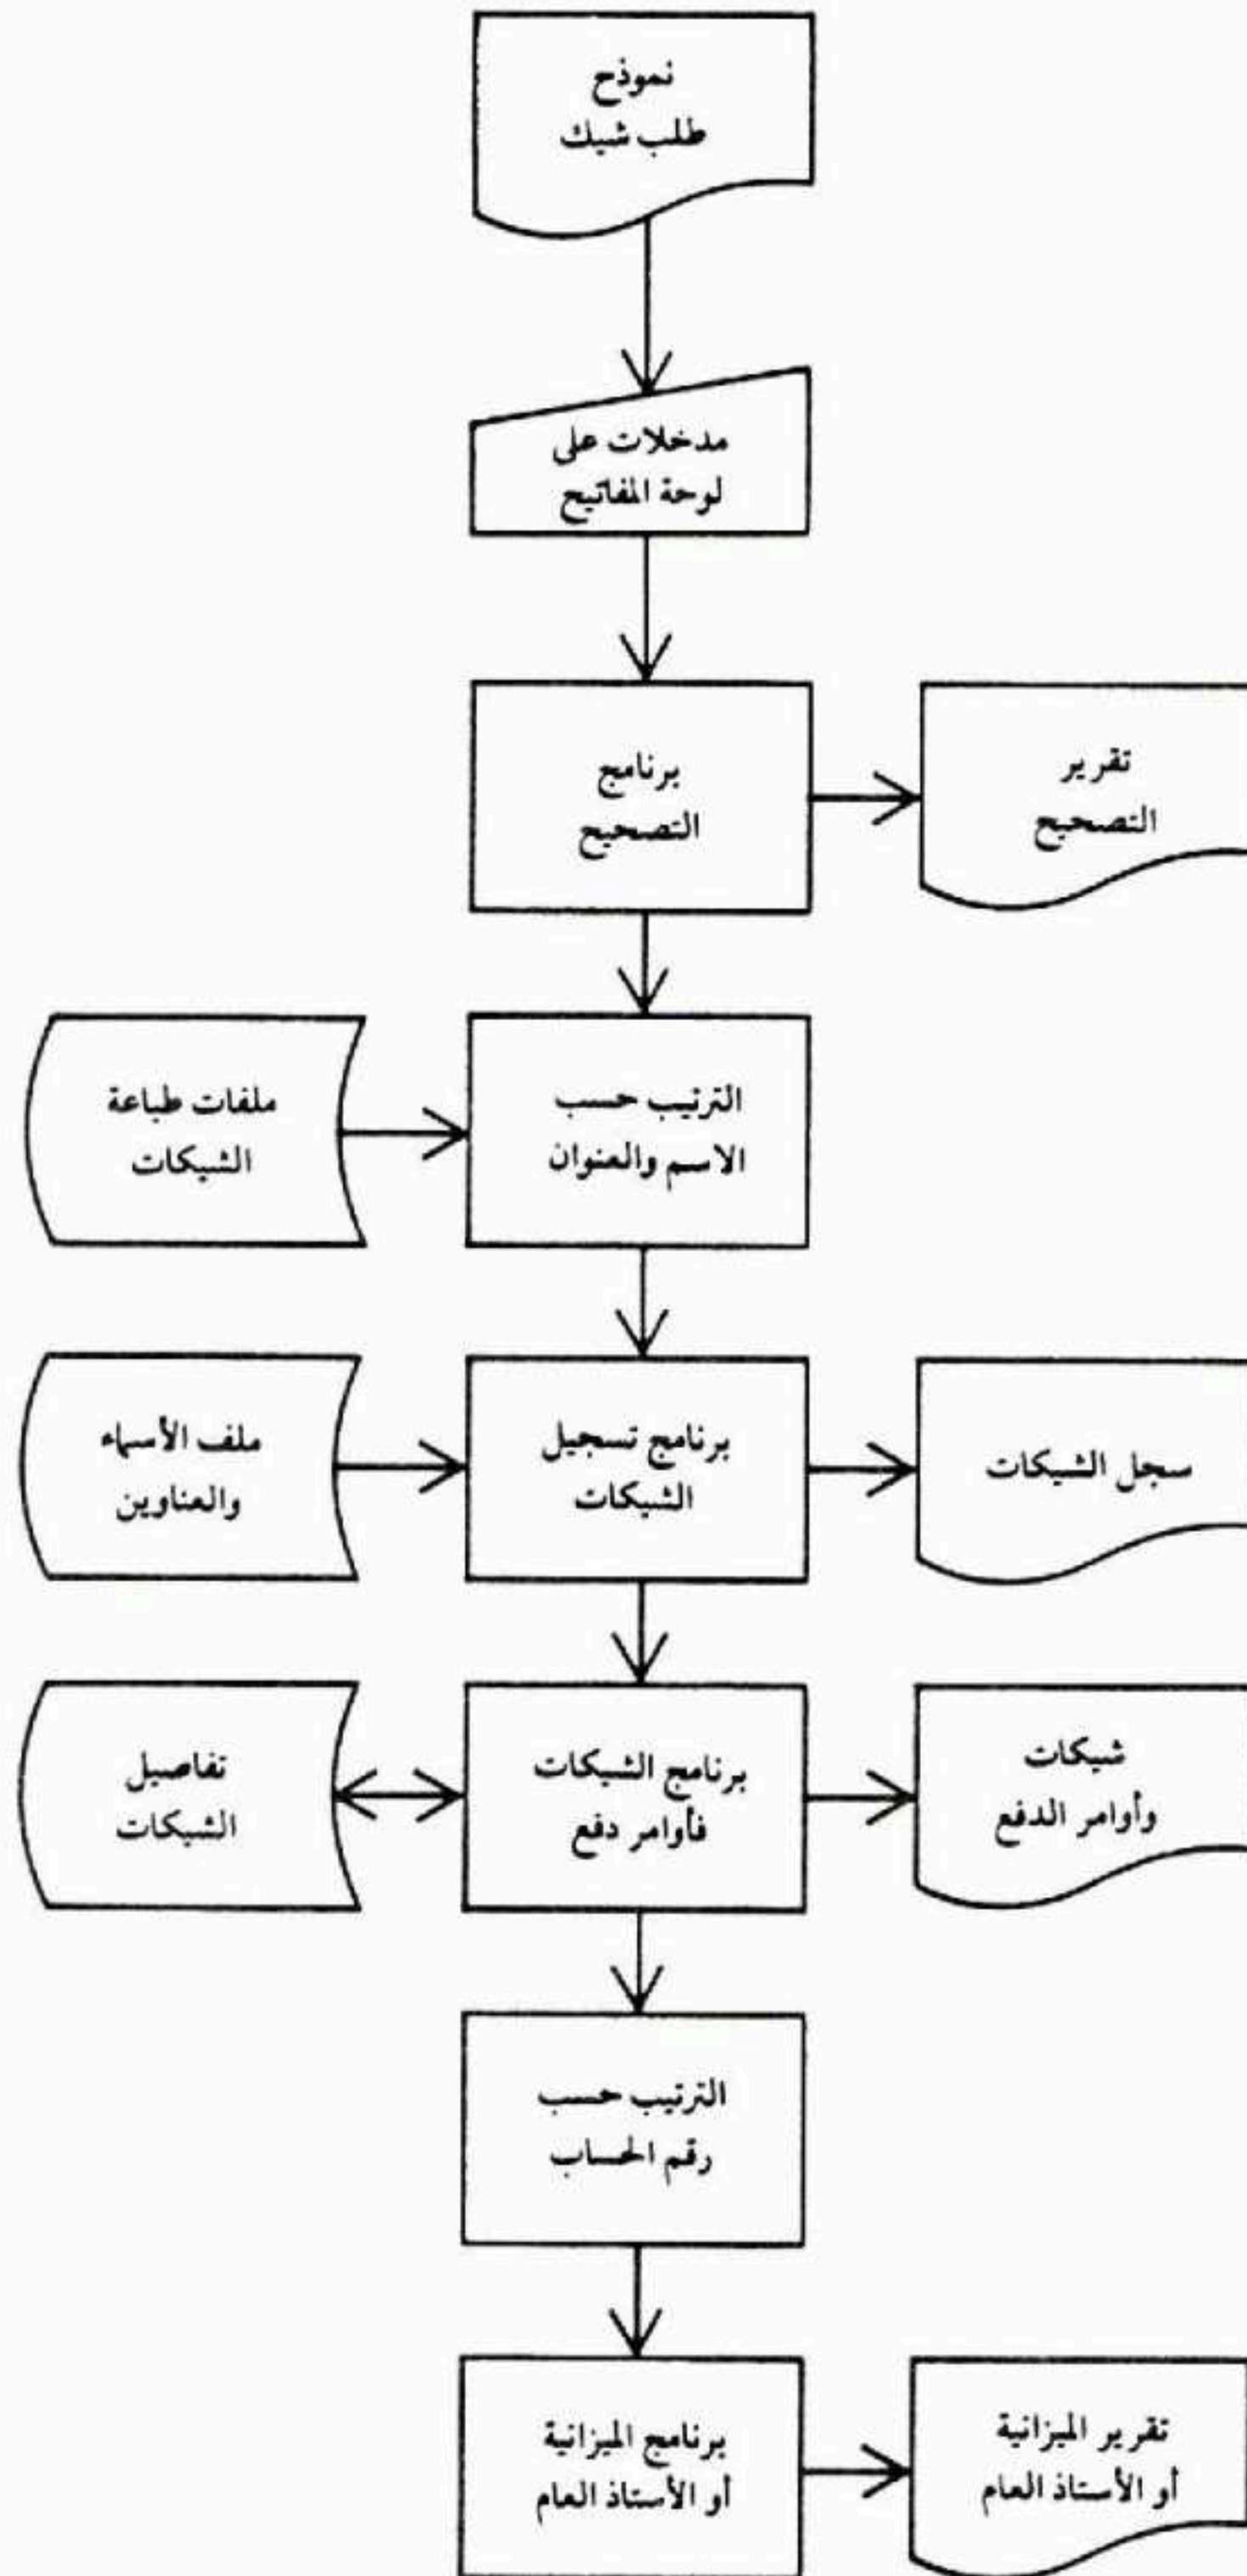 نموذح
طلب شيك
مدخلات على
لوحة المفاتيح
برنامج
التصحيح
تقرير
التصحيح
الترتيب حسب
الاسم والعنوان
ملفات طباعة
الشيكات
برنامج تسجيل
الشيكات
ملف الأسماء
والعناوين
سجل الشيكات
برنامج الشيكات
فأوامر دفع
تفاصيل
الشيكات
شيكات
وأوامر الدفع
الترتيب حسب
رقم الحساب
برنامج الميزانية
أو الأستاذ العام
تقرير الميزانية
أو الأستاذ العام